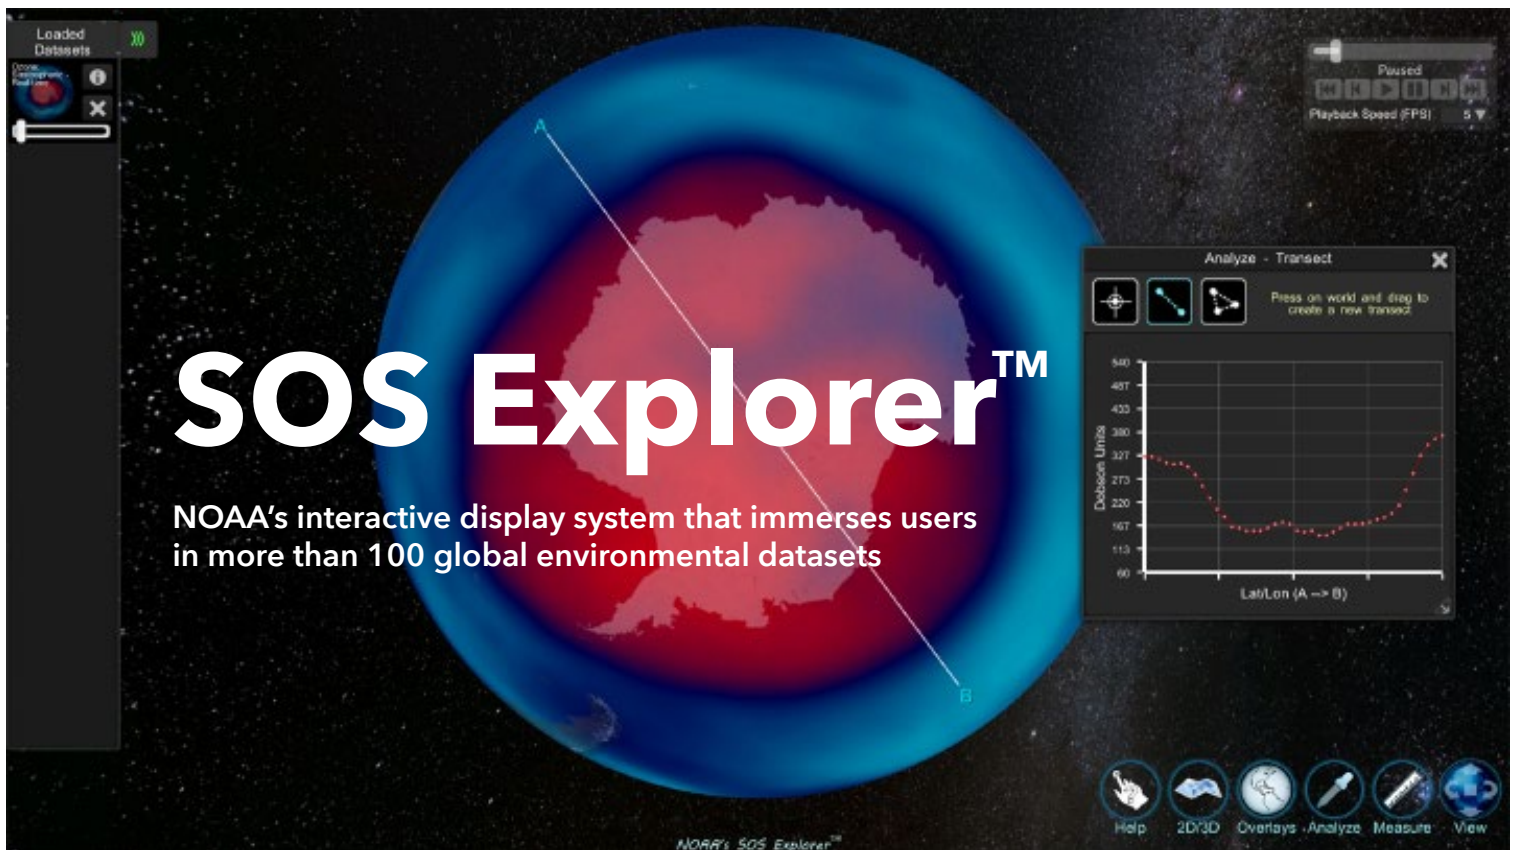 Loaded
Datasets
Ozone:
Paused
Playback Speed (FPS) 5
A
Analyze - Transect
Press on world and drag to
create a new transect
SOS Explorer™
NOAA’s interactive display system that immerses users
in more than 100 global environmental datasets
540
487
433
380
327
273
220
167
113
60
Dobson Units
Lat/Lon (A --> B)
B
Help 2D/3D Overlays Analyze Measure View
NOAA's SOS Explorer™